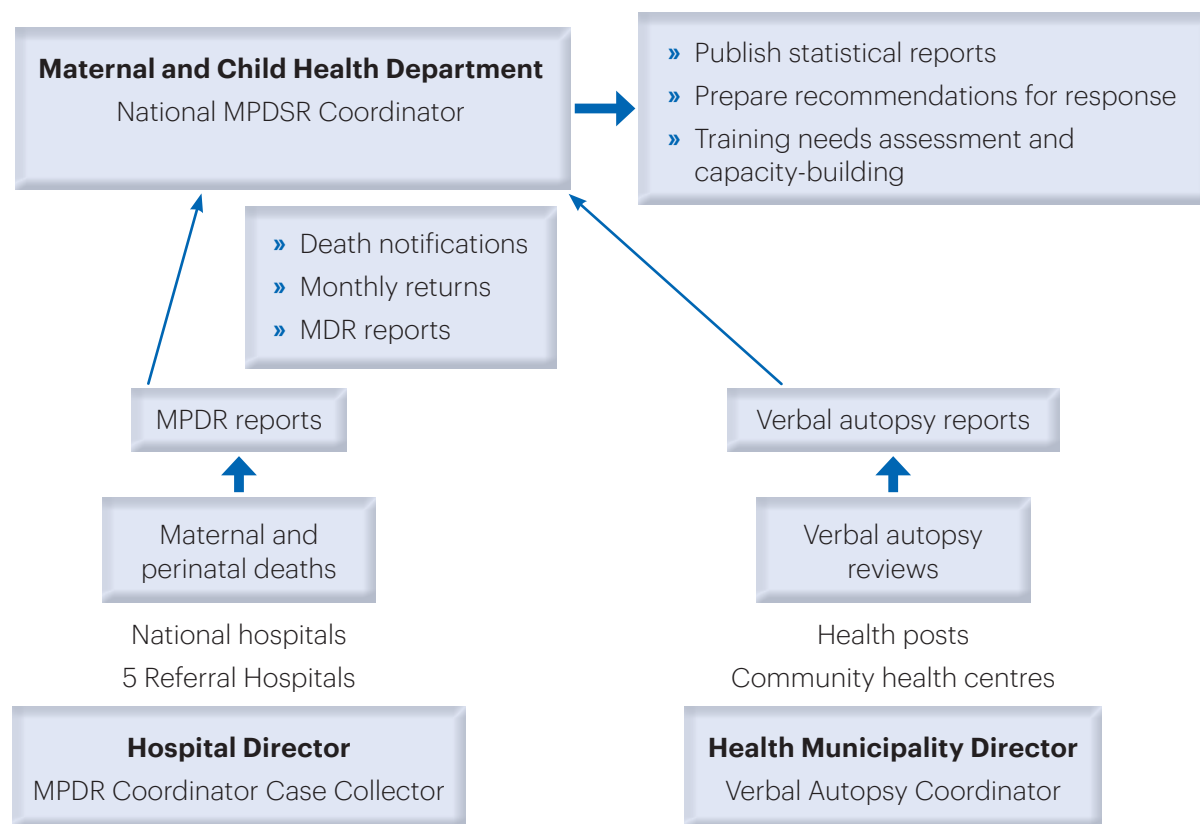 Maternal and Child Health Department
National MPDSR Coordinator
» Publish statistical reports
» Prepare recommendations for response
» Training needs assessment and
capacity-building
» Death notifications
» Monthly returns
» MDR reports
MPDR reports
Verbal autopsy reports
Maternal and
perinatal deaths
Verbal autopsy
reviews
National hospitals
5 Referral Hospitals
Health posts
Community health centres
Hospital Director
MPDR Coordinator Case Collector
Health Municipality Director
Verbal Autopsy Coordinator